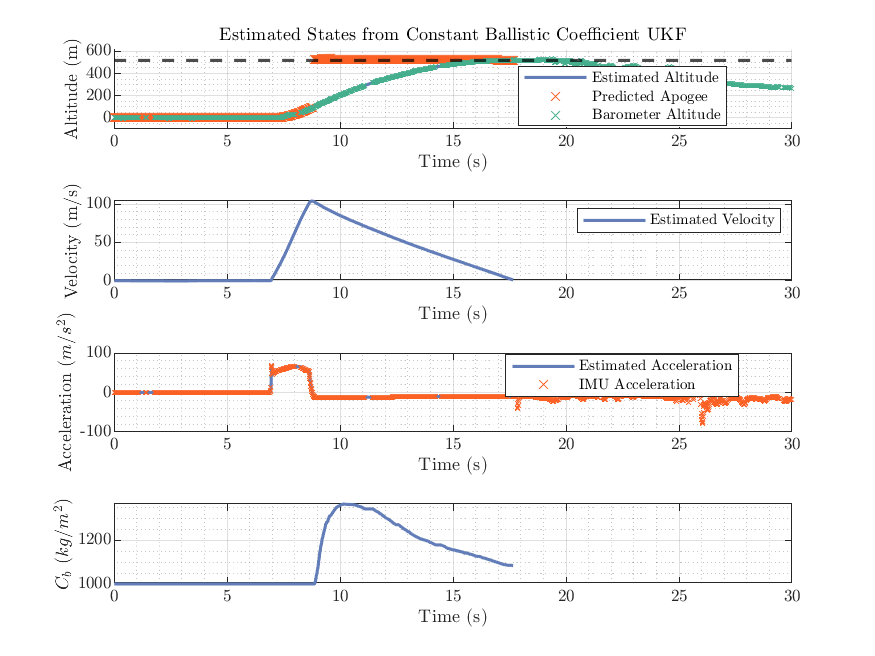 Estimated States from Constant Ballistic Coefficient UKF
Altitude (m)
600
400
200
0
Estimated Altitude
Predicted Apogee
Barometer Altitude
0 5 10 15 20 25 30
Time (s)
Velocity (m/s)
100
50
0
Estimated Velocity
0 5 10 15 20 25 30
Time (s)
Acceleration (m/s²)
100
0
-100
Estimated Acceleration
IMU Acceleration
0 5 10 15 20 25 30
Time (s)
C_b (kg/m²)
1200
1000
0 5 10 15 20 25 30
Time (s)